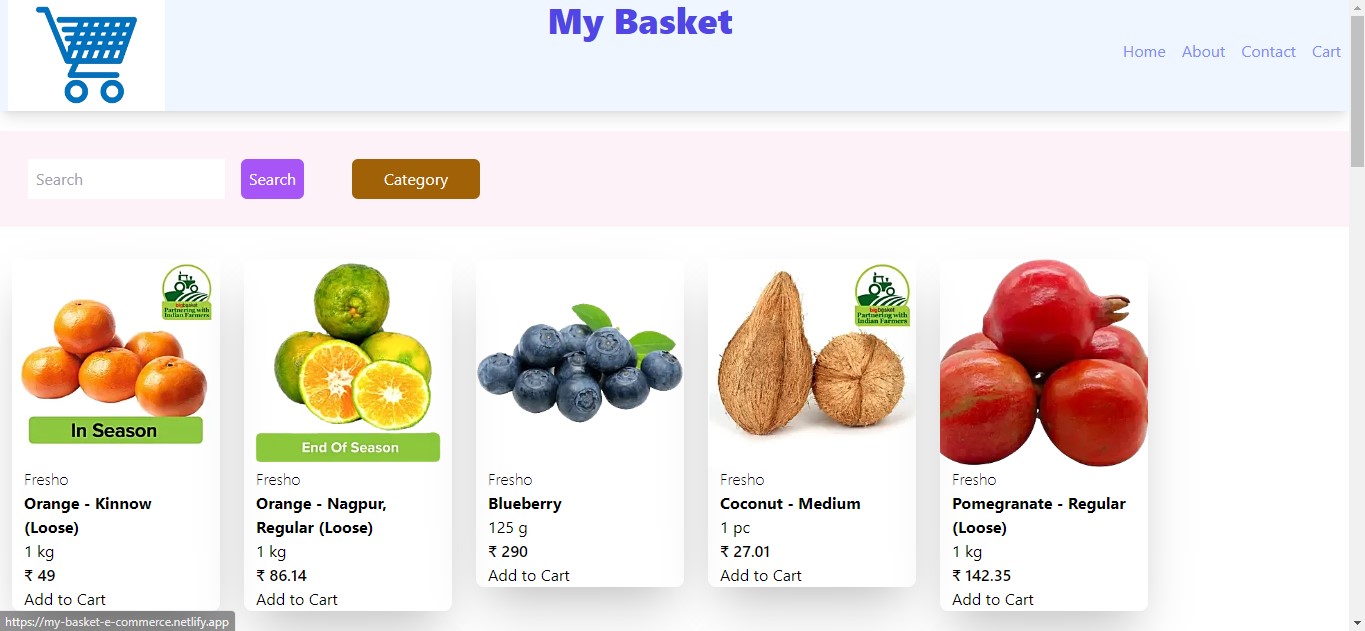 My Basket
Home About Contact Cart
Search Search Category
bigbasket
Partnering with
Indian Farmers
In Season
End Of Season
bigbasket
Partnering with
Indian Farmers
Fresho
Orange - Kinnow
(Loose)
1 kg
₹ 49
Add to Cart
Fresho
Orange - Nagpur,
Regular (Loose)
1 kg
₹ 86.14
Add to Cart
Fresho
Blueberry
125 g
₹ 290
Add to Cart
Fresho
Coconut - Medium
1 pc
₹ 27.01
Add to Cart
Fresho
Pomegranate - Regular
(Loose)
1 kg
₹ 142.35
Add to Cart
https://my-basket-e-commerce.netlify.app